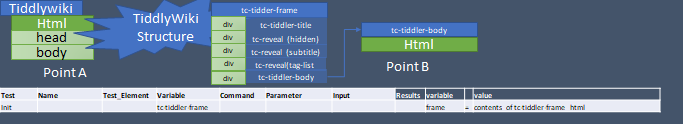 Tiddlywiki
Html
head
body
Point A
TiddlyWiki
Structure
tc-tidder-frame
div tc-tiddler-title
div tc-reveal (hidden)
div tc-reveal (subtitle)
div tc-reveal(tag-list
div tc-tiddler-body
tc-tiddler-body
Html
Point B
Test Name Test_Element Variable Command Parameter Input Results variable value
Init tc-tiddler-frame frame = contents of tc-tiddler-frame html